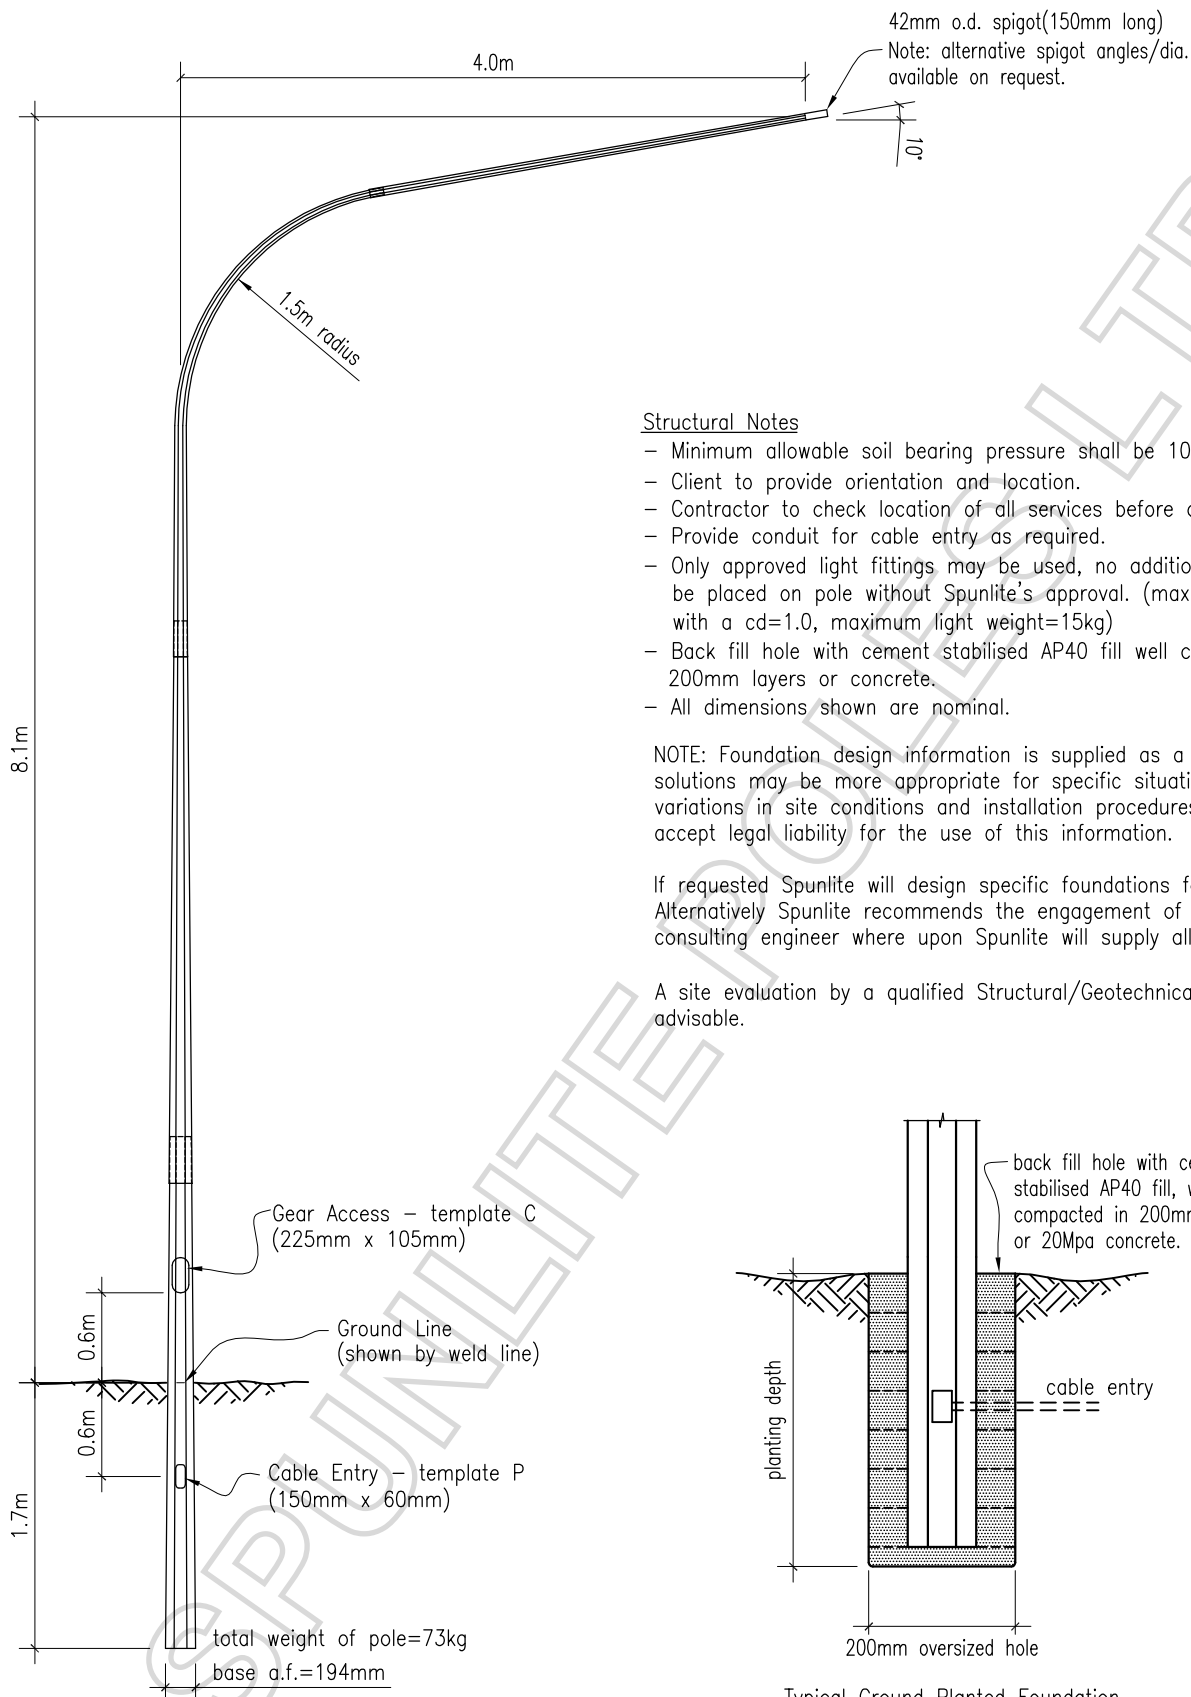 42mm o.d. spigot(150mm long)
Note: alternative spigot angles/dia.
available on request.
4.0m
10°
1.5m radius
8.1m
Structural Notes
– Minimum allowable soil bearing pressure shall be 10
– Client to provide orientation and location.
– Contractor to check location of all services before
– Provide conduit for cable entry as required.
– Only approved light fittings may be used, no
be placed on pole without Spunlite's approval. (max
with a cd=1.0, maximum light weight=15kg)
– Back fill hole with cement stabilised AP40 fill well
200mm layers or concrete.
– All dimensions shown are nominal.
NOTE: Foundation design information is supplied as a
solutions may be more appropriate for specific
variations in site conditions and installation procedures
accept legal liability for the use of this information.
If requested Spunlite will design specific foundations
Alternatively Spunlite recommends the engagement of
consulting engineer where upon Spunlite will supply all
A site evaluation by a qualified Structural/Geotechnical
advisable.
Gear Access – template C
(225mm x 105mm)
0.6m
Ground Line
(shown by weld line)
0.6m
Cable Entry – template P
(150mm x 60mm)
1.7m
total weight of pole=73kg
base a.f.=194mm
back fill hole with
stabilised AP40 fill,
compacted in 200mm
or 20Mpa concrete.
planting depth
cable entry
200mm oversized hole
Typical Ground Planted Foundation
SPUNLITE POLES